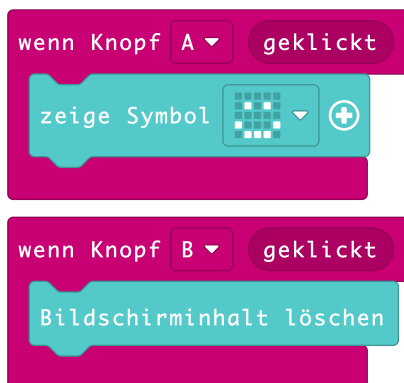 wenn Knopf A geklickt
zeige Symbol
wenn Knopf B geklickt
Bildschirminhalt löschen